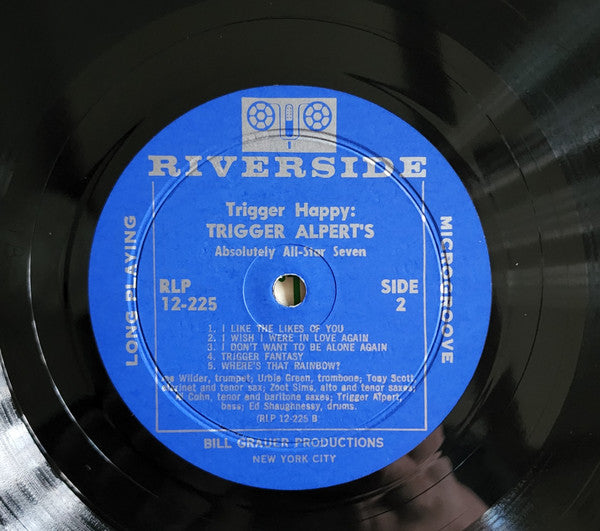 RIVERSIDE
Trigger Happy:
TRIGGER ALPERT'S
Absolutely All-Star Seven
LONG PLAYING
MICROGROOVE
RLP
12-225
SIDE
2
1. I LIKE THE LIKES OF YOU
2. I WISH I WERE IN LOVE AGAIN
3. I DON'T WANT TO BE ALONE AGAIN
4. TRIGGER FANTASY
5. WHERE'S THAT RAINBOW?
Wilder, trumpet; Urbie Green, trombone; Tony Scott,
clarinet and tenor sax; Zoot Sims, alto and tenor saxes;
Al Cohn, tenor and baritone saxes; Trigger Alpert,
bass; Ed Shaughnessy, drums.
(RLP 12-225 B)
BILL GRAUER PRODUCTIONS
NEW YORK CITY